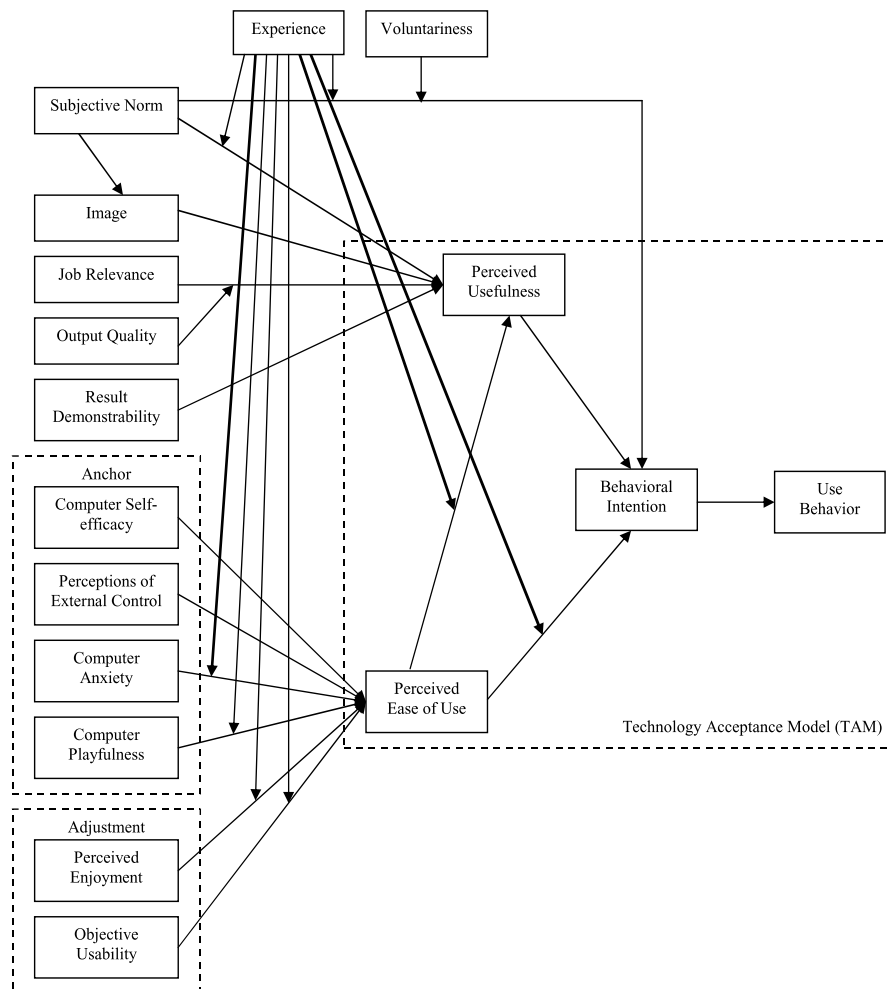 Experience
Voluntariness
Subjective Norm
Image
Job Relevance
Perceived
Usefulness
Output Quality
Result
Demonstrability
Anchor
Computer Self-
efficacy
Behavioral
Intention
Use
Behavior
Perceptions of
External Control
Computer
Anxiety
Perceived
Ease of Use
Computer
Playfulness
Technology Acceptance Model (TAM)
Adjustment
Perceived
Enjoyment
Objective
Usability